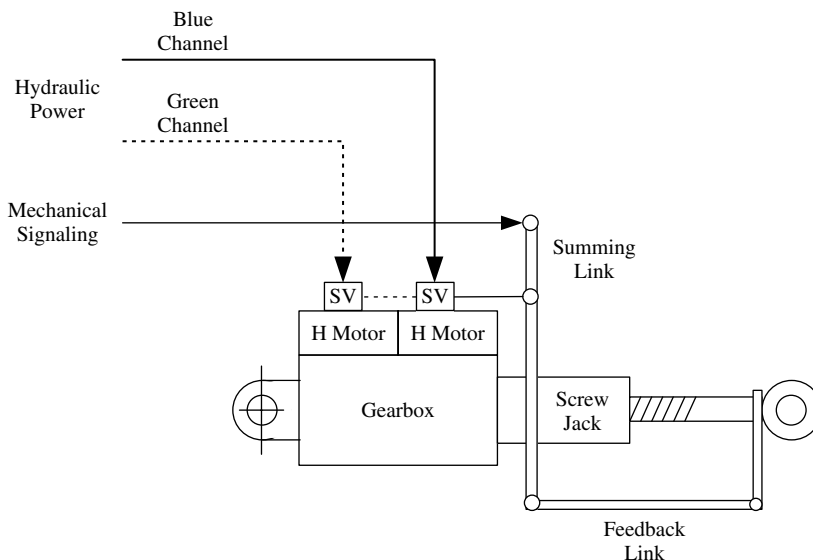 Blue
Channel
Hydraulic
Power
Green
Channel
Mechanical
Signaling
Summing
Link
SV
SV
H Motor
H Motor
Gearbox
Screw
Jack
Feedback
Link